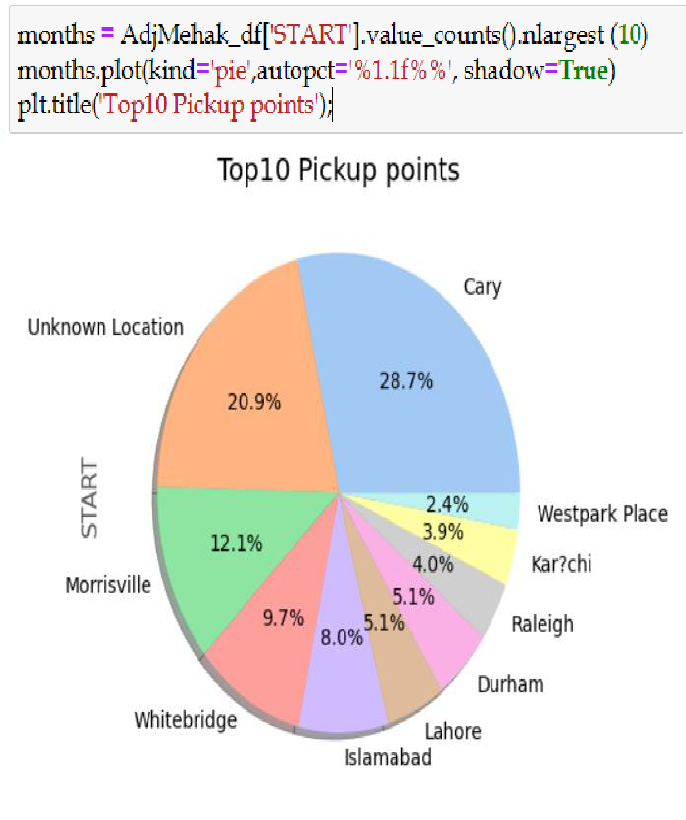 months = AdjMehak_df['START'].value_counts().nlargest (10)
months.plot(kind='pie',autopct='%1.1f%%', shadow=True)
plt.title('Top10 Pickup points');
Top10 Pickup points
Cary
Unknown Location
28.7%
20.9%
START
2.4%
Westpark Place
3.9%
12.1%
4.0%
Kar?chi
Morrisville
5.1%
9.7%
5.1%
Raleigh
8.0%
Durham
Whitebridge
Lahore
Islamabad